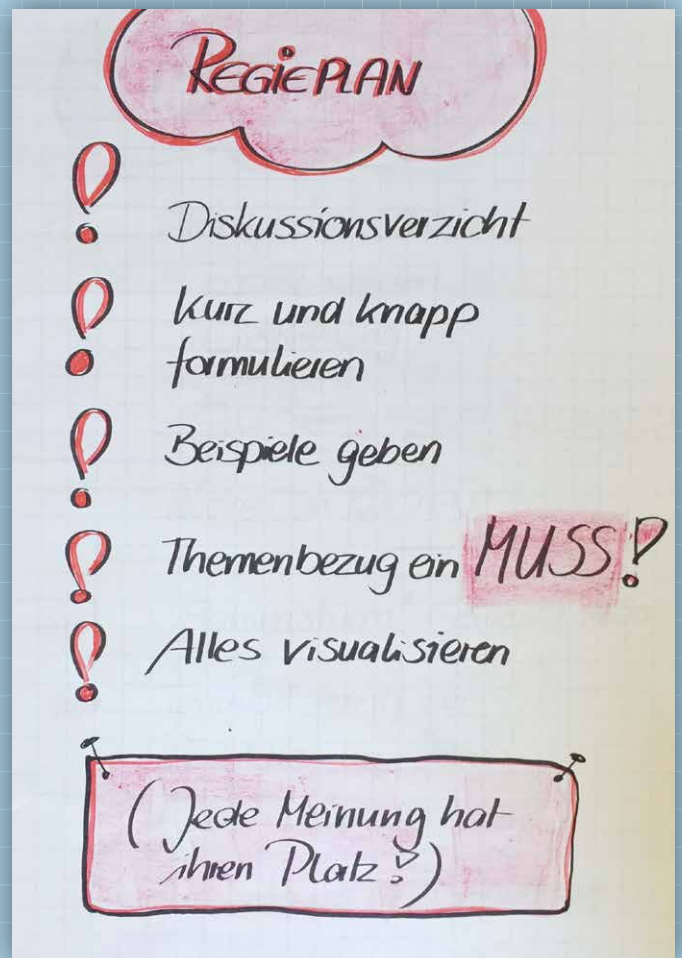 REGIEPLAN
Diskussionsverzicht
Kurz und knapp
formulieren
Beispiele geben
Themenbezug ein MUSS!
Alles visualisieren
(Jede Meinung hat
ihren Platz!)